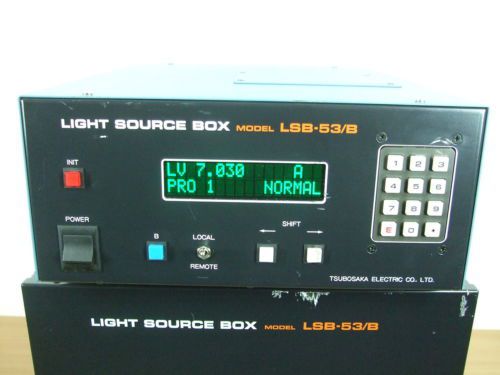 LIGHT SOURCE BOX MODEL LSB-53/B
INIT
LV 7.030 A
PRO 1 NORMAL
1 2 3
4 5 6
7 8 9
E 0 •
POWER
B
LOCAL
REMOTE
← SHIFT →
TSUBOSAKA ELECTRIC CO., LTD.
LIGHT SOURCE BOX MODEL LSB-53/B